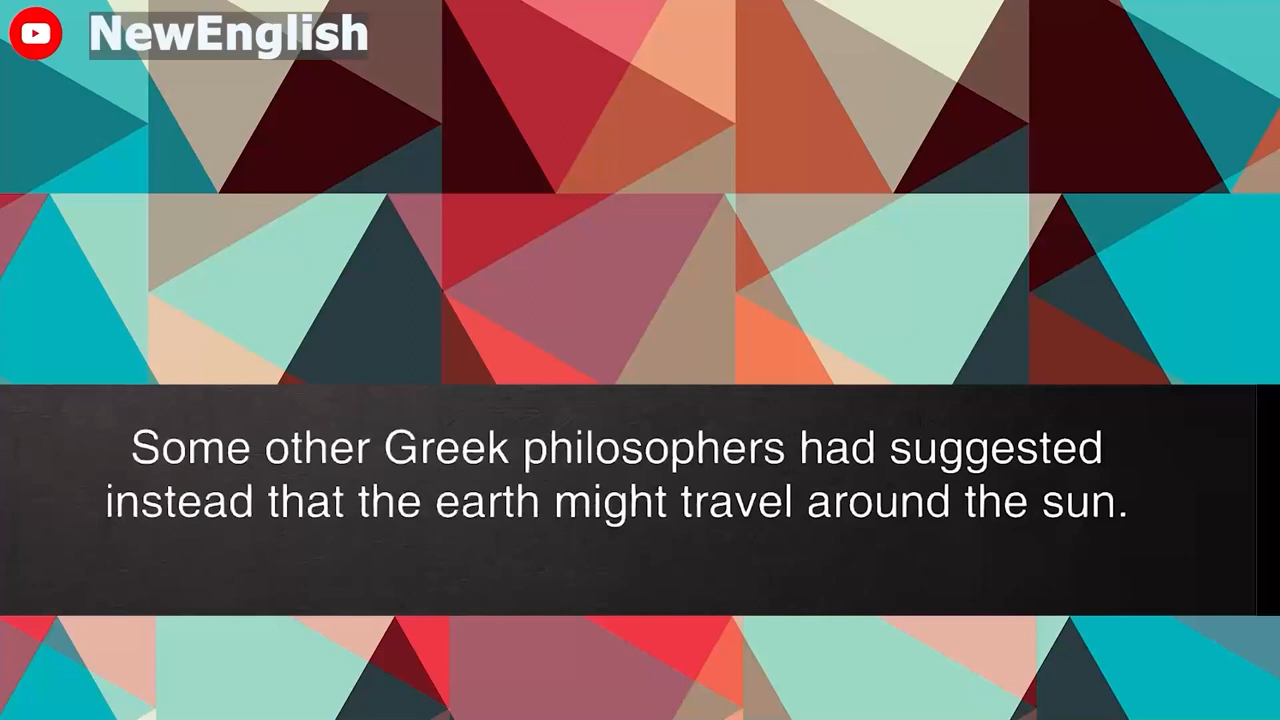 NewEnglish
Some other Greek philosophers had suggested
instead that the earth might travel around the sun.